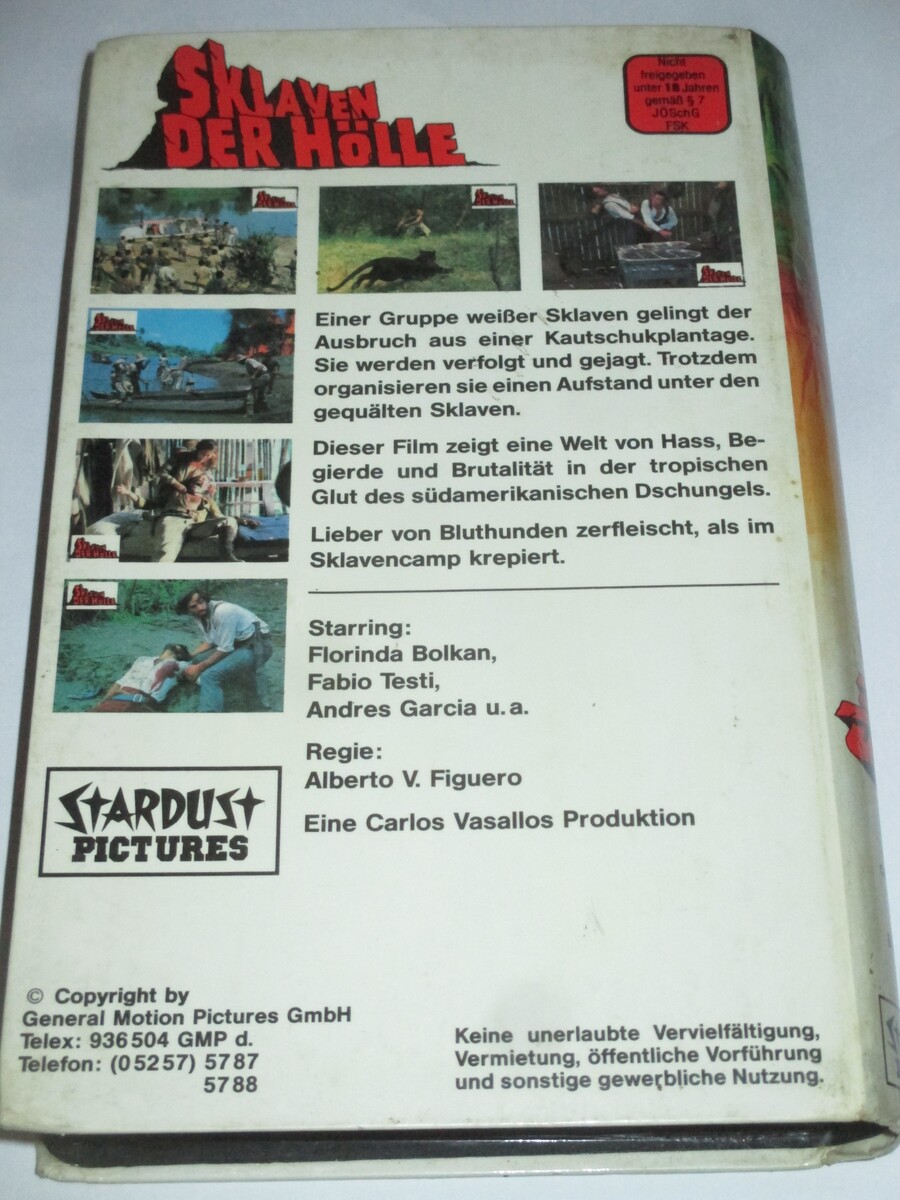 SKLAVEN
DER HÖLLE
Nicht
freigegeben
unter 18 Jahren
gemäß § 7
JÖSchG
FSK
Einer Gruppe weißer Sklaven gelingt der
Ausbruch aus einer Kautschukplantage.
Sie werden verfolgt und gejagt. Trotzdem
organisieren sie einen Aufstand unter den
gequälten Sklaven.
Dieser Film zeigt eine Welt von Hass, Be-
gierde und Brutalität in der tropischen
Glut des südamerikanischen Dschungels.
Lieber von Bluthunden zerfleischt, als im
Sklavencamp krepiert.
Starring:
Florinda Bolkan,
Fabio Testi,
Andres Garcia u.a.
Regie:
Alberto V. Figuero
Eine Carlos Vasallos Produktion
STARDUST
PICTURES
© Copyright by
General Motion Pictures GmbH
Telex: 936504 GMP d.
Telefon: (05257) 5787
5788
Keine unerlaubte Vervielfältigung,
Vermietung, öffentliche Vorführung
und sonstige gewerbliche Nutzung.